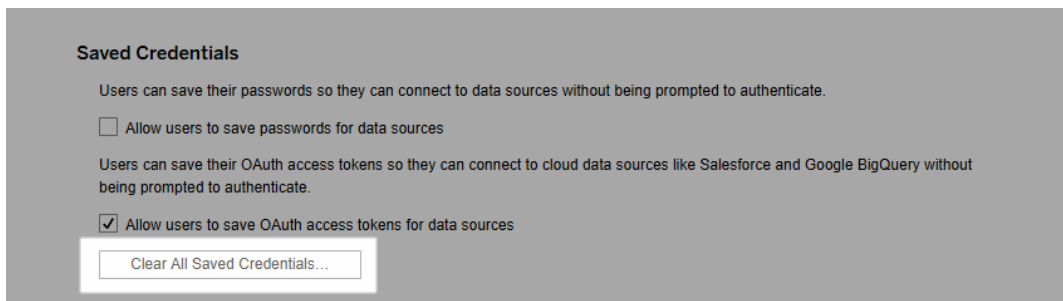 Saved Credentials
Users can save their passwords so they can connect to data sources without being prompted to authenticate.
Allow users to save passwords for data sources
Users can save their OAuth access tokens so they can connect to cloud data sources like Salesforce and Google BigQuery without
being prompted to authenticate.
Allow users to save OAuth access tokens for data sources
Clear All Saved Credentials...